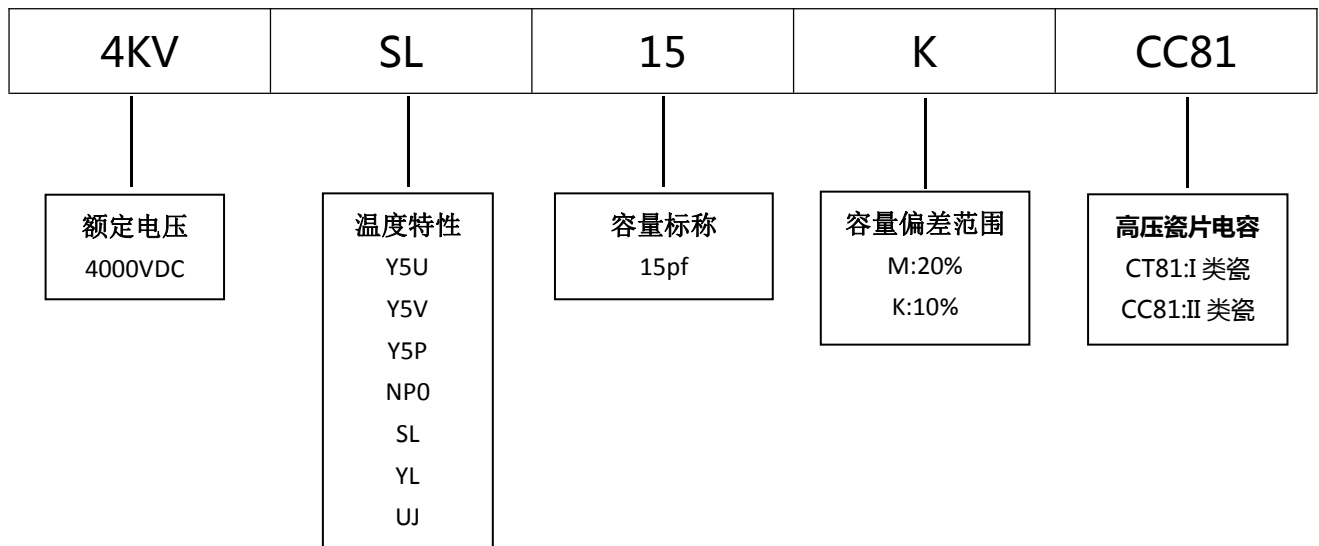 4KV
SL
15
K
CC81
额定电压
4000VDC
温度特性
Y5U
Y5V
Y5P
NP0
SL
YL
UJ
容量标称
15pf
容量偏差范围
M:20%
K:10%
高压瓷片电容
CT81:I 类瓷
CC81:II 类瓷